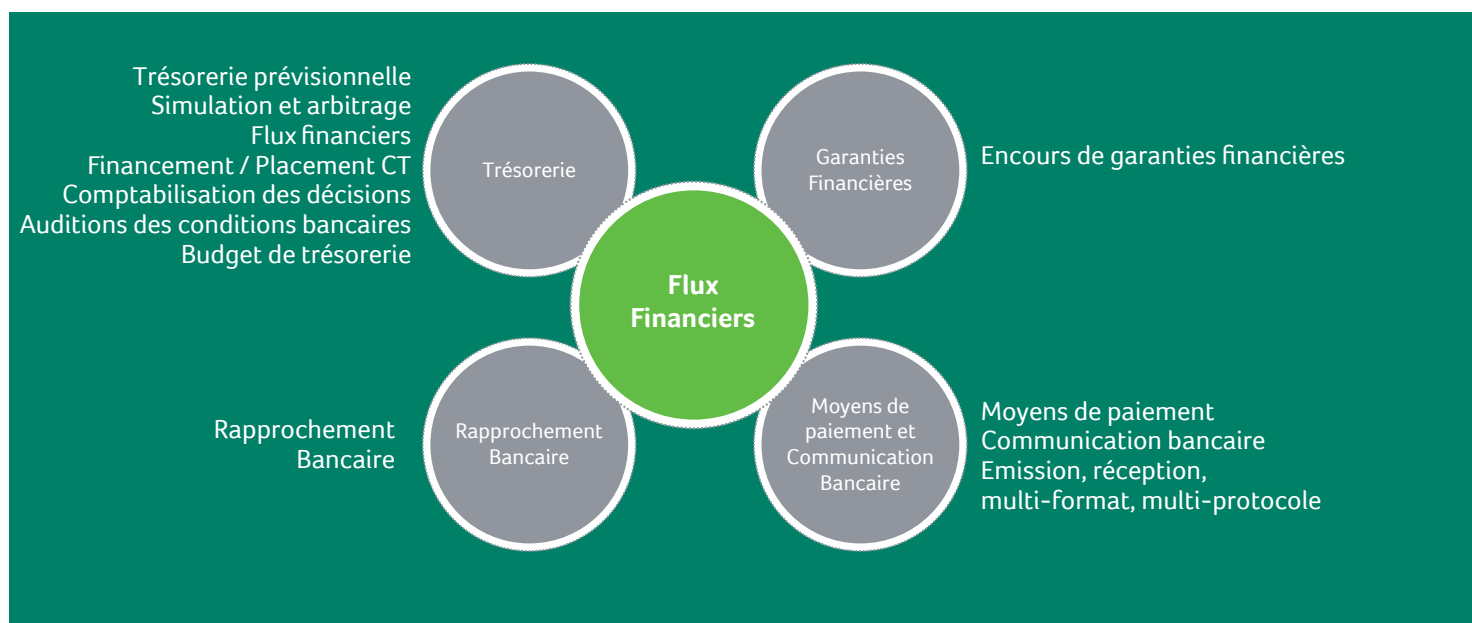 Trésorerie prévisionnelle
Simulation et arbitrage
Flux financiers
Financement / Placement CT
Comptabilisation des décisions
Auditions des conditions bancaires
Budget de trésorerie
Trésorerie
Garanties
Financières
Encours de garanties financières
Flux
Financiers
Rapprochement
Bancaire
Rapprochement
Bancaire
Moyens de
paiement et
Communication
Bancaire
Moyens de paiement
Communication bancaire
Emission, réception,
multi-format, multi-protocole